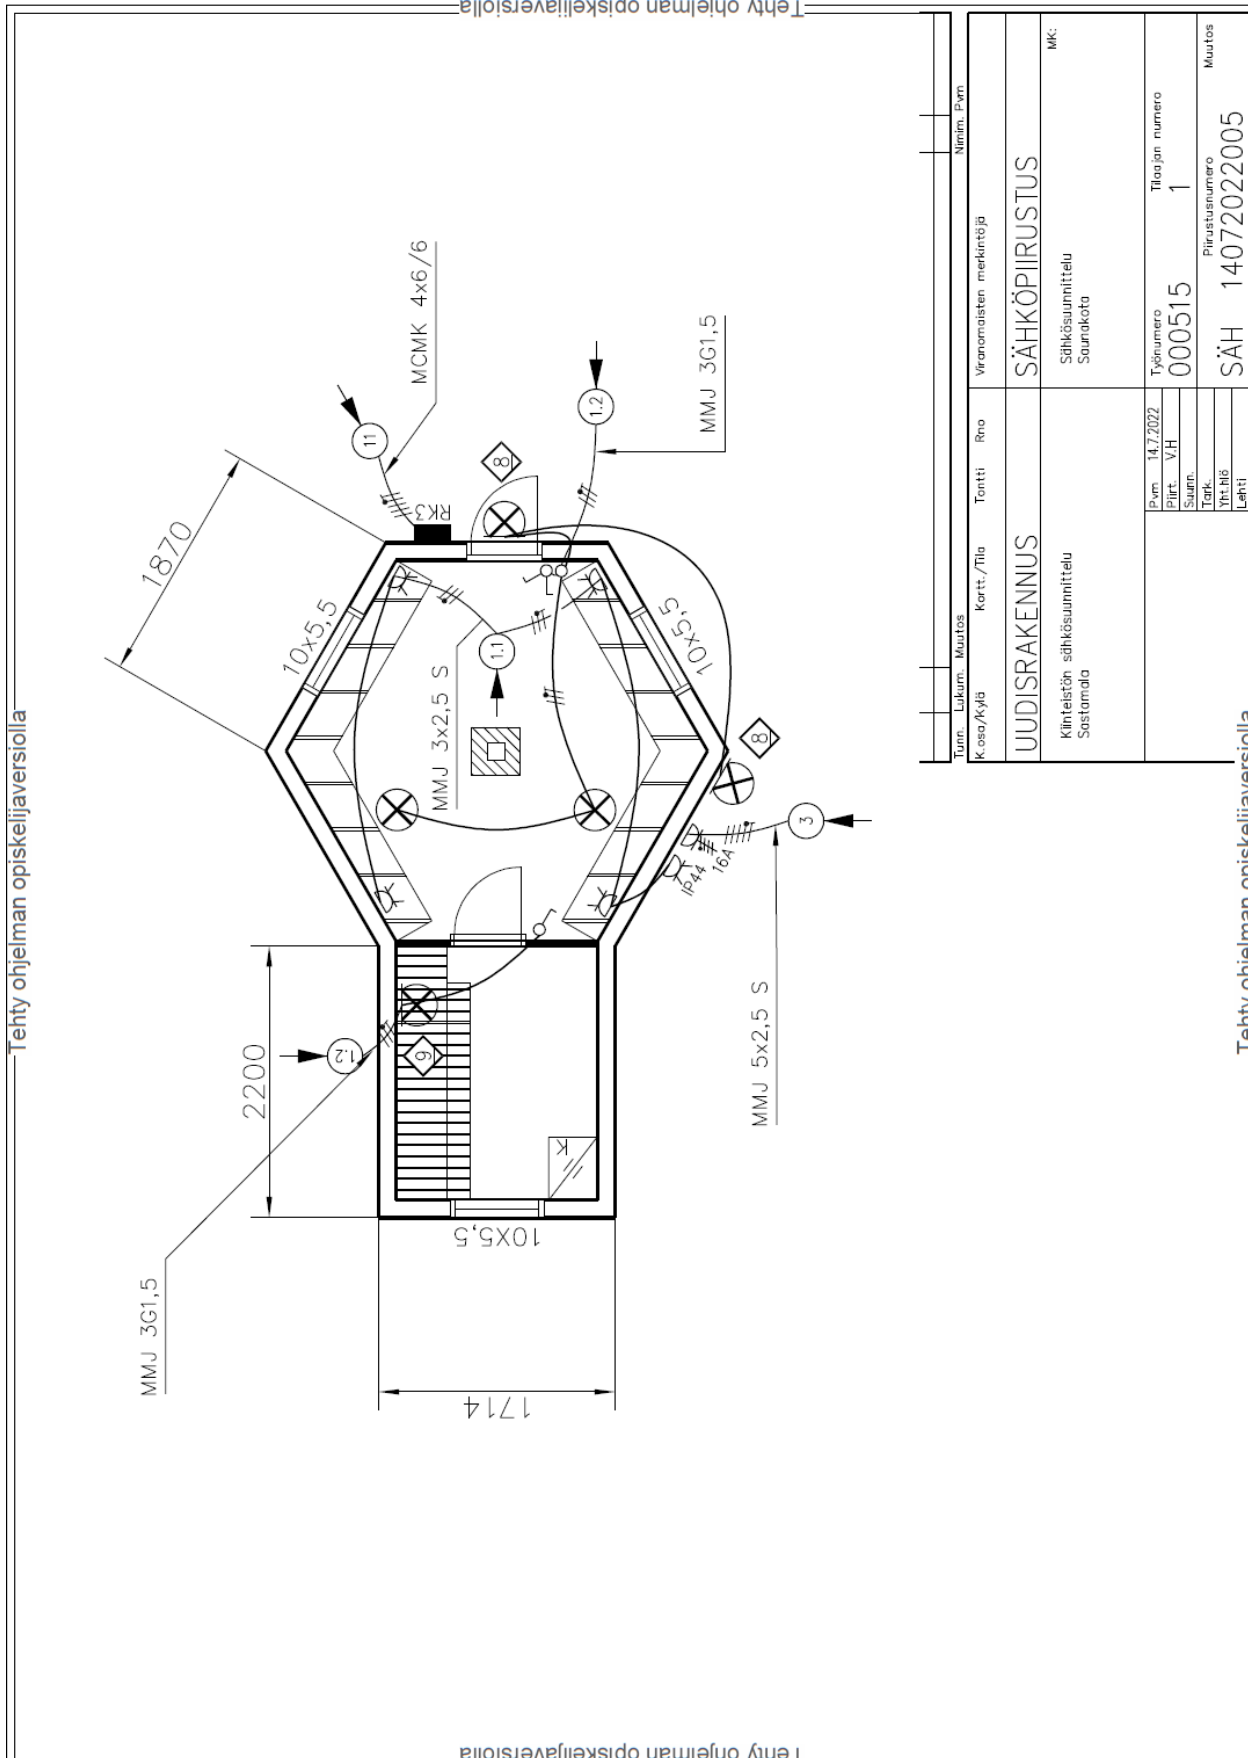 Tehty ohjelman opiskelijaversiolla
Tehty ohjelman opiskelijaversiolla
Tehty ohjelman opiskelijaversiolla
Tehty ohjelman opiskelijaversiolla
MMJ 3G1,5
2200
1.2
9
10X5,5
1714
K
1870
10x5,5
MMJ 3x2,5 S
1.1
11
RK3
MCMK 4x6/6
8
1.2
MMJ 3G1,5
10x5,5
8
IP44
16A
3
MMJ 5x2,5 S
Tunn. Lukum. Muutos Nimim. Pvm
K.osa/Kylä Kortt./Tila Tontti Rno Viranomaisten merkintöjä
UUDISRAKENNUS SÄHKÖPIIRUSTUS
Kiinteistön sähkösuunnittelu
Sastamala
Sähkösuunnittelu
Saunakota
MK:
Pvm 14.7.2022
Piirt. V.H
Suunn.
Tark.
Yht.hlö
Lehti
Työnumero Tilaajan numero
000515 1
Piirustusnumero Muutos
SÄH 14072022005